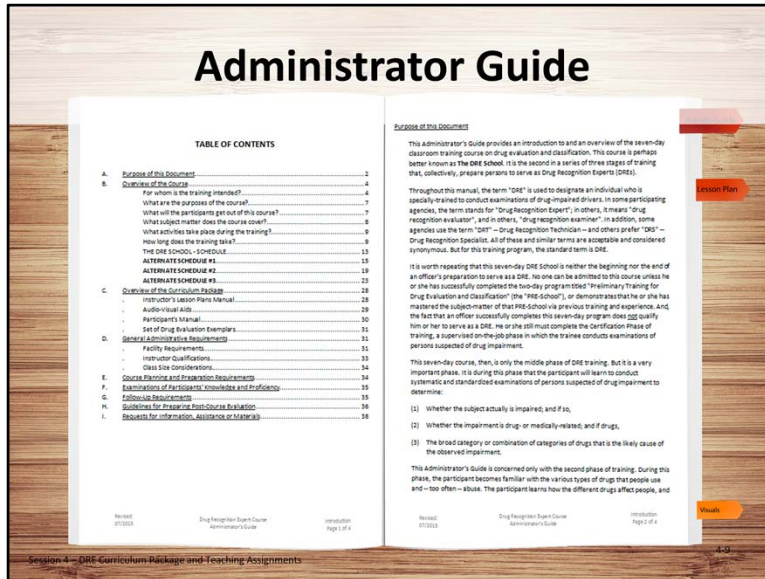 Administrator Guide
TABLE OF CONTENTS
A. Purpose of this Document 2
B. Overview of the Course 4
For whom is the training intended? 4
What are the purposes of the course? 7
What will the participants get out of this course? 7
What subject matter does the course cover? 8
What activities take place during the training? 9
How long does the training take? 9
THE DRE SCHOOL - SCHEDULE 13
ALTERNATE SCHEDULE #1 15
ALTERNATE SCHEDULE #2 19
ALTERNATE SCHEDULE #3 23
C. Overview of the Curriculum Package 28
. Instructor's Lesson Plans Manual 28
. Audio-Visual Aids 29
. Participant's Manual 30
. Set of Drug Evaluation Exemplars 31
D. General Administrative Requirements 31
. Facility Requirements 31
. Instructor Qualifications 33
. Class Size Considerations 34
E. Course Planning and Preparation Requirements 34
F. Examinations of Participants' Knowledge and Proficiency 35
G. Follow-Up Requirements 35
H. Guidelines for Preparing Post-Course Evaluation 36
I. Requests for Information, Assistance or Materials 38
Revised:
07/2015
Drug Recognition Expert Course
Administrator's Guide
Introduction
Page 1 of 4
Purpose of this Document
This Administrator's Guide provides an introduction to and an overview of the seven-day
classroom training course on drug evaluation and classification. This course is perhaps
better known as The DRE School. It is the second in a series of three stages of training
that, collectively, prepare persons to serve as Drug Recognition Experts (DREs).
Throughout this manual, the term "DRE" is used to designate an individual who is
specially-trained to conduct examinations of drug-impaired drivers. In some participating
agencies, the term stands for "Drug Recognition Expert"; in others, it means "drug
recognition evaluator", and in others, "drug recognition examiner". In addition, some
agencies use the term "DRT" – Drug Recognition Technician – and others prefer "DRS" –
Drug Recognition Specialist. All of these and similar terms are acceptable and considered
synonymous. But for this training program, the standard term is DRE.
It is worth repeating that this seven-day DRE School is neither the beginning nor the end of
an officer's preparation to serve as a DRE. No one can be admitted to this course unless he
or she has successfully completed the two-day program titled "Preliminary Training for
Drug Evaluation and Classification" (the "PRE-School"), or demonstrates that he or she has
mastered the subject-matter of that PRE-School via previous training and experience. And,
the fact that an officer successfully completes this seven-day program does not qualify
him or her to serve as a DRE. He or she still must complete the Certification Phase of
training, a supervised on-the-job phase in which the trainee conducts examinations of
persons suspected of drug impairment.
This seven-day course, then, is only the middle phase of DRE training. But it is a very
important phase. It is during this phase that the participant will learn to conduct
systematic and standardized examinations of persons suspected of drug impairment to
determine:
(1) Whether the subject actually is impaired; and if so,
(2) Whether the impairment is drug- or medically-related; and if drugs,
(3) The broad category or combination of categories of drugs that is the likely cause of
the observed impairment.
This Administrator's Guide is concerned only with the second phase of training. During this
phase, the participant becomes familiar with the various types of drugs that people use
and – too often – abuse. The participant learns how the different drugs affect people, and
Revised:
07/2015
Drug Recognition Expert Course
Administrator's Guide
Introduction
Page 2 of 4
Lesson Plan
Visuals
Session 4 – DRE Curriculum Package and Teaching Assignments
4-9